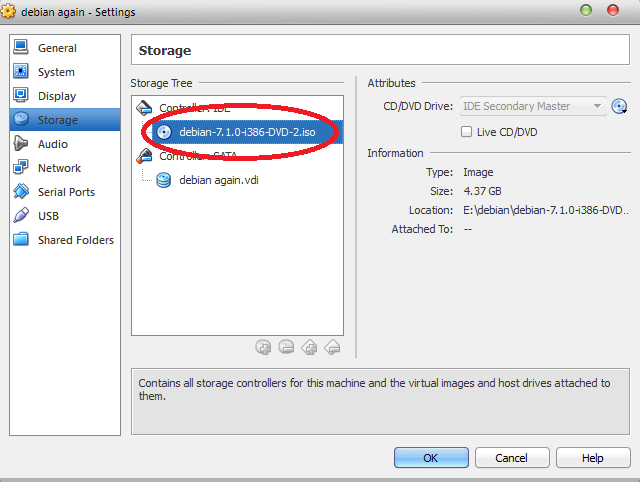 debian again - Settings
General
System
Display
Storage
Audio
Network
Serial Ports
USB
Shared Folders
Storage
Storage Tree
Controller: IDE
debian-7.1.0-i386-DVD-2.iso
Controller: SATA
debian again.vdi
Attributes
CD/DVD Drive: IDE Secondary Master
Live CD/DVD
Information
Type: Image
Size: 4.37 GB
Location: E:\debian\debian-7.1.0-i386-DVD...
Attached To: --
Contains all storage controllers for this machine and the virtual images and host drives attached to
them.
OK Cancel Help